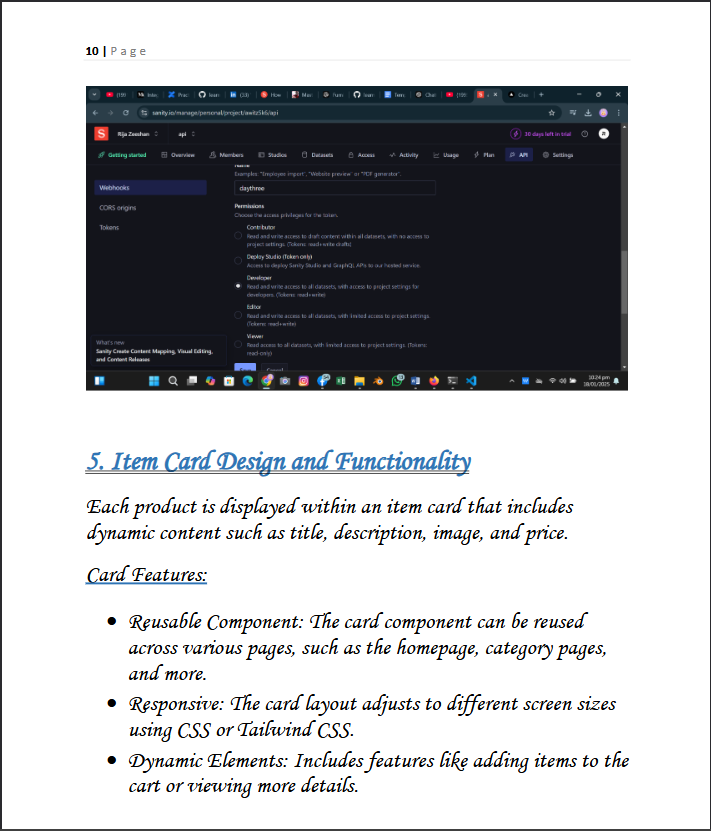 10 | Page
sanity.io/manage/personal/project/
Rija Zeeshan
api
30 days left in trial
Getting started Overview Members Studios Datasets Access Activity Usage Plan API Settings
Name
Examples: "Employee import", "Website preview" or "PDF generator".
Webhooks
daythree
CORS origins
Permissions
Choose the access privileges for the token.
Tokens
Contributor
Read and write access to draft content within all datasets, with no access to
project settings. (Tokens: read+write drafts)
Deploy Studio (Token only)
Access to deploy Sanity Studio and GraphQL APIs to our hosted service.
Developer
Read and write access to all datasets, with access to project settings for
developers. (Tokens: read+write)
Editor
Read and write access to all datasets, with limited access to project settings.
(Tokens: read+write)
Viewer
Read access to all datasets, with limited access to project settings. (Tokens:
read-only)
What's new
Sanity Create Content Mapping, Visual Editing,
and Content Releases
Cancel
10:24 pm
18/01/2025
5. Item Card Design and Functionality
Each product is displayed within an item card that includes
dynamic content such as title, description, image, and price.
Card Features:
• Reusable Component: The card component can be reused
across various pages, such as the homepage, category pages,
and more.
• Responsive: The card layout adjusts to different screen sizes
using CSS or Tailwind CSS.
• Dynamic Elements: Includes features like adding items to the
cart or viewing more details.